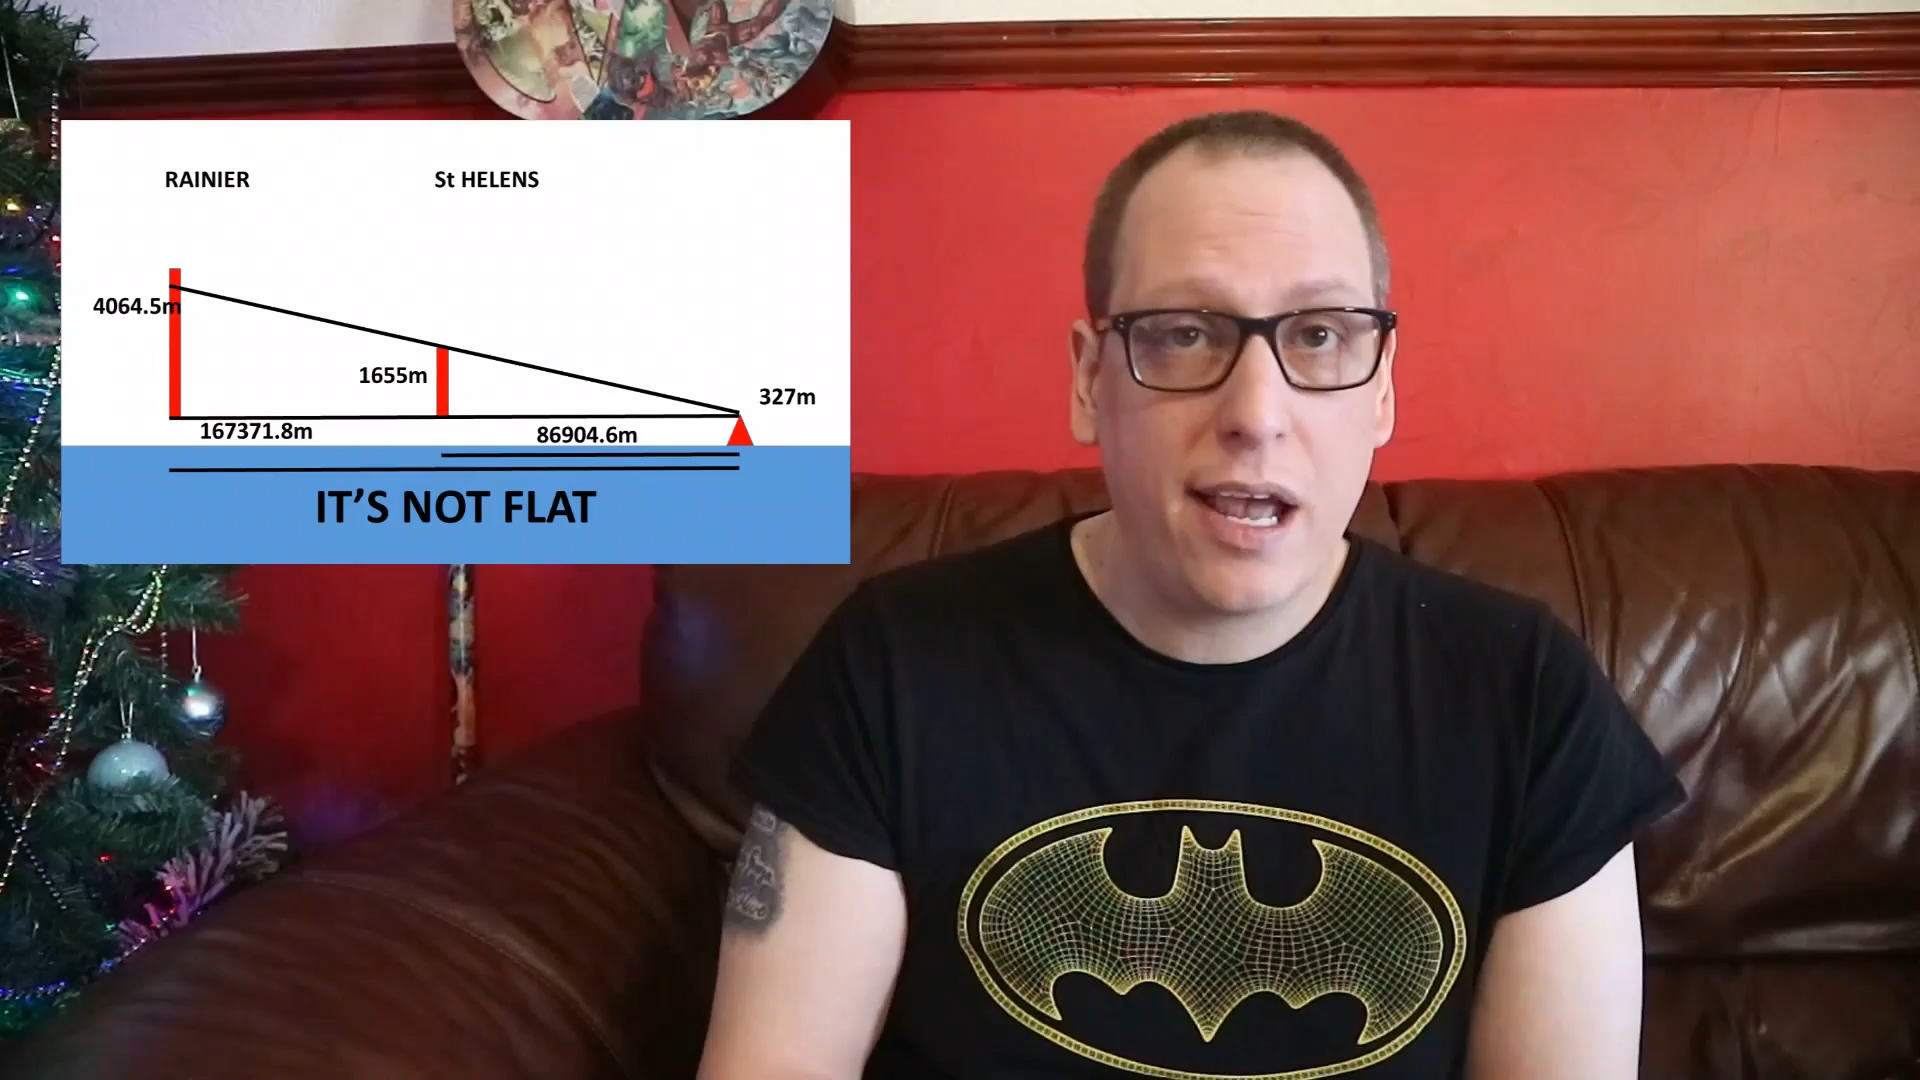 RAINIER
St HELENS
4064.5m
1655m
327m
167371.8m
86904.6m
IT'S NOT FLAT